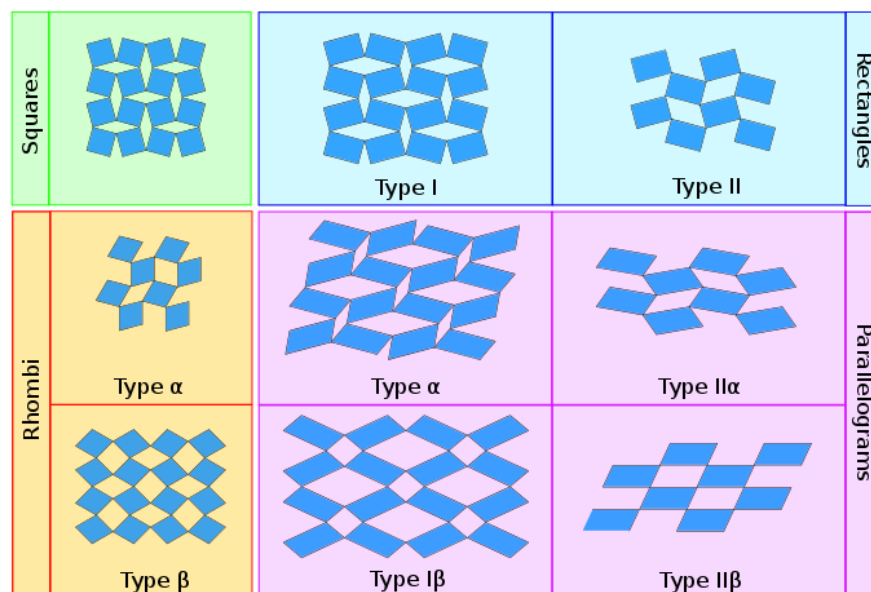 Squares
Type I
Type II
Rectangles
Rhombi
Type α
Type α
Type IIα
Parallelograms
Type β
Type Iβ
Type IIβ